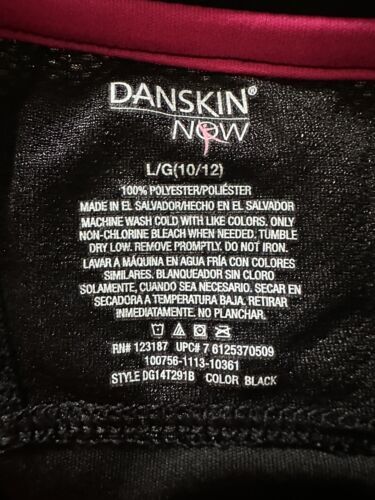 DANSKIN®
NOW
L/G(10/12)
100% POLYESTER/POLIÉSTER
MADE IN EL SALVADOR/HECHO EN EL SALVADOR
MACHINE WASH COLD WITH LIKE COLORS. ONLY
NON-CHLORINE BLEACH WHEN NEEDED. TUMBLE
DRY LOW. REMOVE PROMPTLY. DO NOT IRON.
LAVAR A MÁQUINA EN AGUA FRÍA CON COLORES
SIMILARES. BLANQUEADOR SIN CLORO
SOLAMENTE, CUANDO SEA NECESARIO. SECAR EN
SECADORA A TEMPERATURA BAJA. RETIRAR
INMEDIATAMENTE. NO PLANCHAR.
RN# 123187 UPC# 7 6125370509
100756-1113-10361
STYLE DG14T291B COLOR BLACK